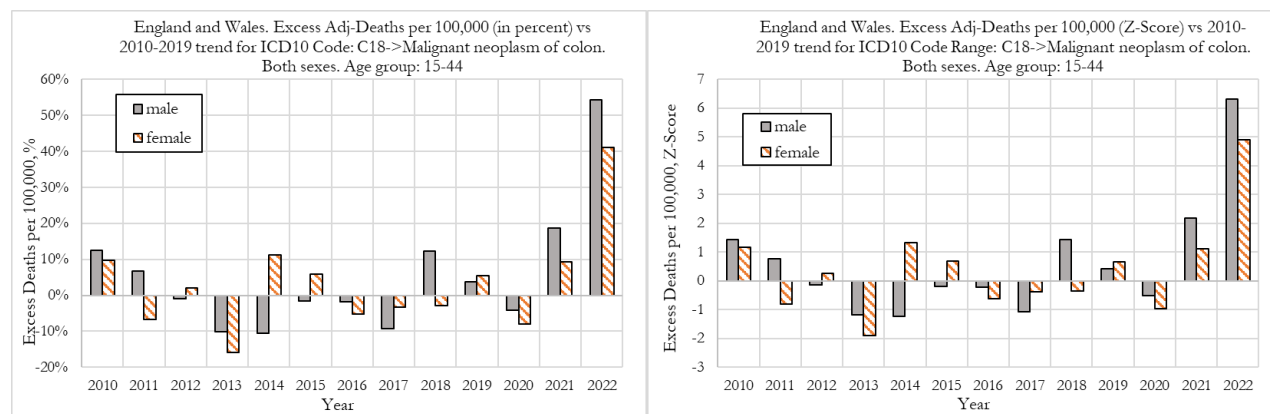 England and Wales. Excess Adj-Deaths per 100,000 (in percent) vs
2010-2019 trend for ICD10 Code: C18->Malignant neoplasm of colon.
Both sexes. Age group: 15-44
60%
50%
40%
30%
20%
10%
0%
-10%
-20%
Excess Deaths per 100,000, %
male
female
2010 2011 2012 2013 2014 2015 2016 2017 2018 2019 2020 2021 2022
Year
England and Wales. Excess Adj-Deaths per 100,000 (Z-Score) vs 2010-
2019 trend for ICD10 Code Range: C18->Malignant neoplasm of colon.
Both sexes. Age group: 15-44
7
6
5
4
3
2
1
0
-1
-2
-3
Excess Deaths per 100,000, Z-Score
male
female
2010 2011 2012 2013 2014 2015 2016 2017 2018 2019 2020 2021 2022
Year